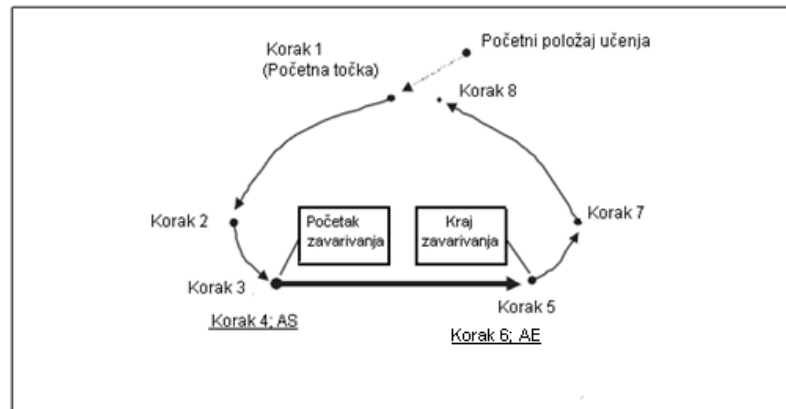 Početni položaj učenja
Korak 1
(Početna točka)
Korak 8
Korak 2
Početak
zavarivanja
Kraj
zavarivanja
Korak 7
Korak 3
Korak 5
Korak 4; AS
Korak 6; AE